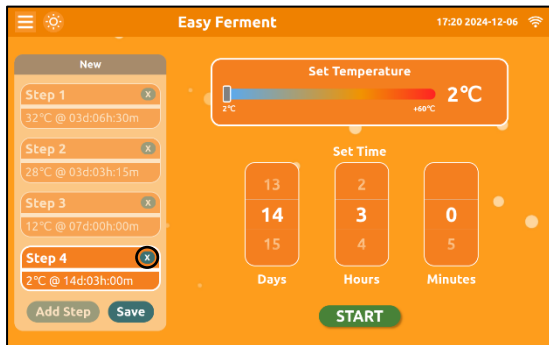 Easy Ferment
17:20 2024-12-06
New
Step 1
X
32°C @ 03d:06h:30m
Step 2
X
28°C @ 03d:03h:15m
Step 3
X
12°C @ 07d:00h:00m
Step 4
X
2°C @ 14d:03h:00m
Add Step
Save
Set Temperature
2°C
+60°C
2°C
Set Time
13
2
14
3
0
15
4
5
Days
Hours
Minutes
START